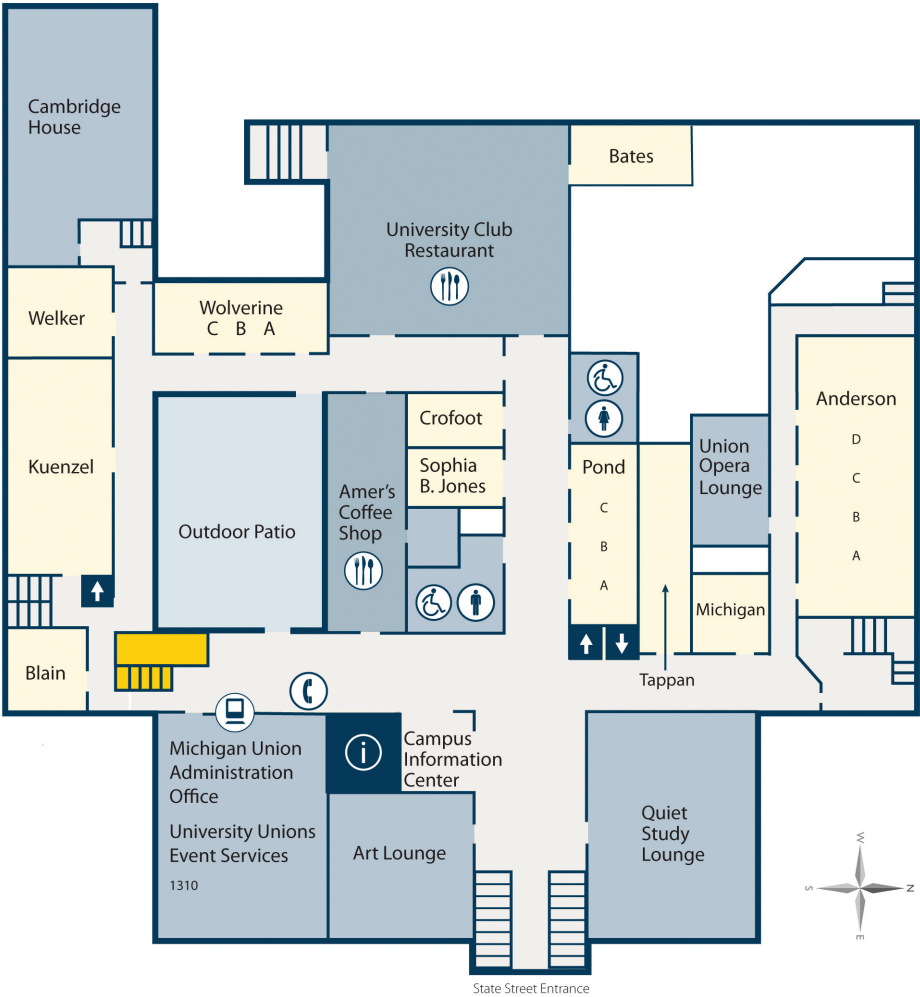 Cambridge
House
Bates
University Club
Restaurant
Welker
Wolverine
C B A
Anderson
D
C
B
A
Crofoot
Kuenzel
Sophia
B. Jones
Pond
C
B
A
Union
Opera
Lounge
Amer's
Coffee
Shop
Outdoor Patio
Michigan
Blain
Tappan
i
Campus
Information
Center
Michigan Union
Administration
Office
University Unions
Event Services
1310
Art Lounge
Quiet
Study
Lounge
W
S
N
E
State Street Entrance